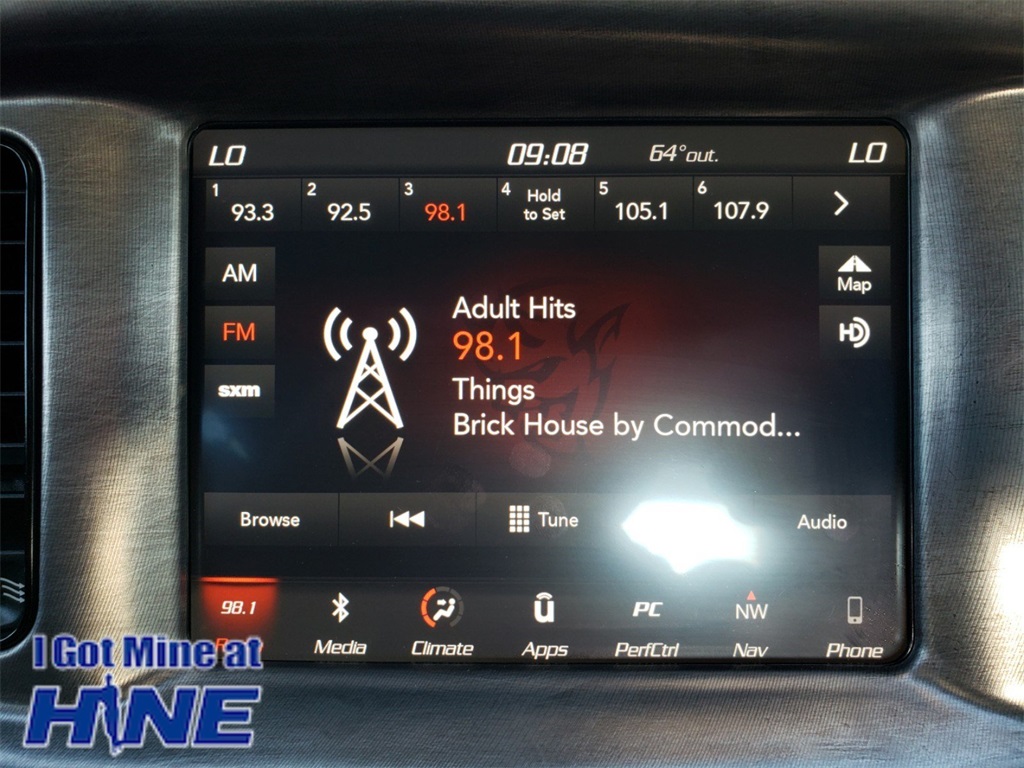 LO 09:08 64°out. LO
1 93.3 2 92.5 3 98.1 4 Hold to Set 5 105.1 6 107.9
AM
FM
sxm
Adult Hits
98.1
Things
Brick House by Commod...
Map
HD
Browse Tune Audio
98.1 PC NW
Media Climate Apps PerfCtrl Nav Phone
I Got Mine at
HINE